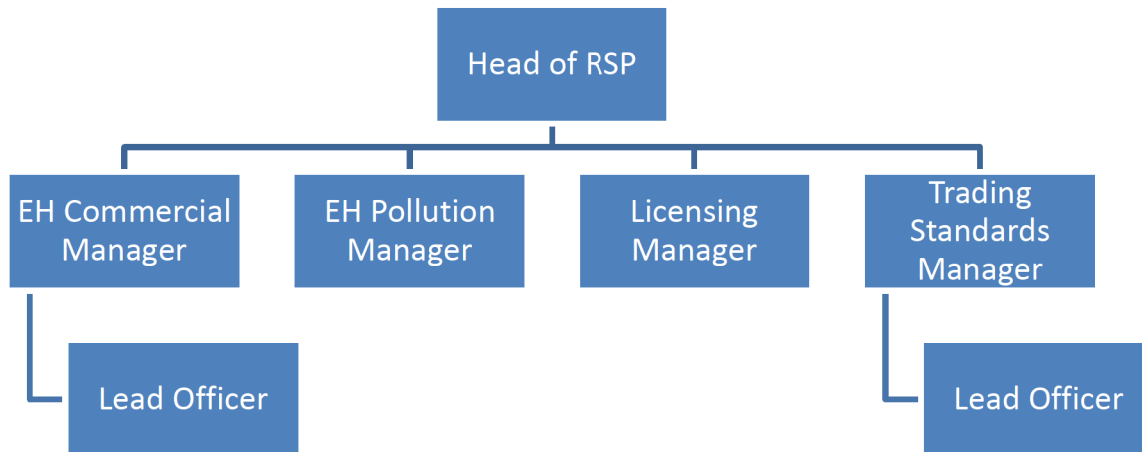 Head of RSP
EH Commercial
Manager
EH Pollution
Manager
Licensing
Manager
Trading
Standards
Manager
Lead Officer
Lead Officer